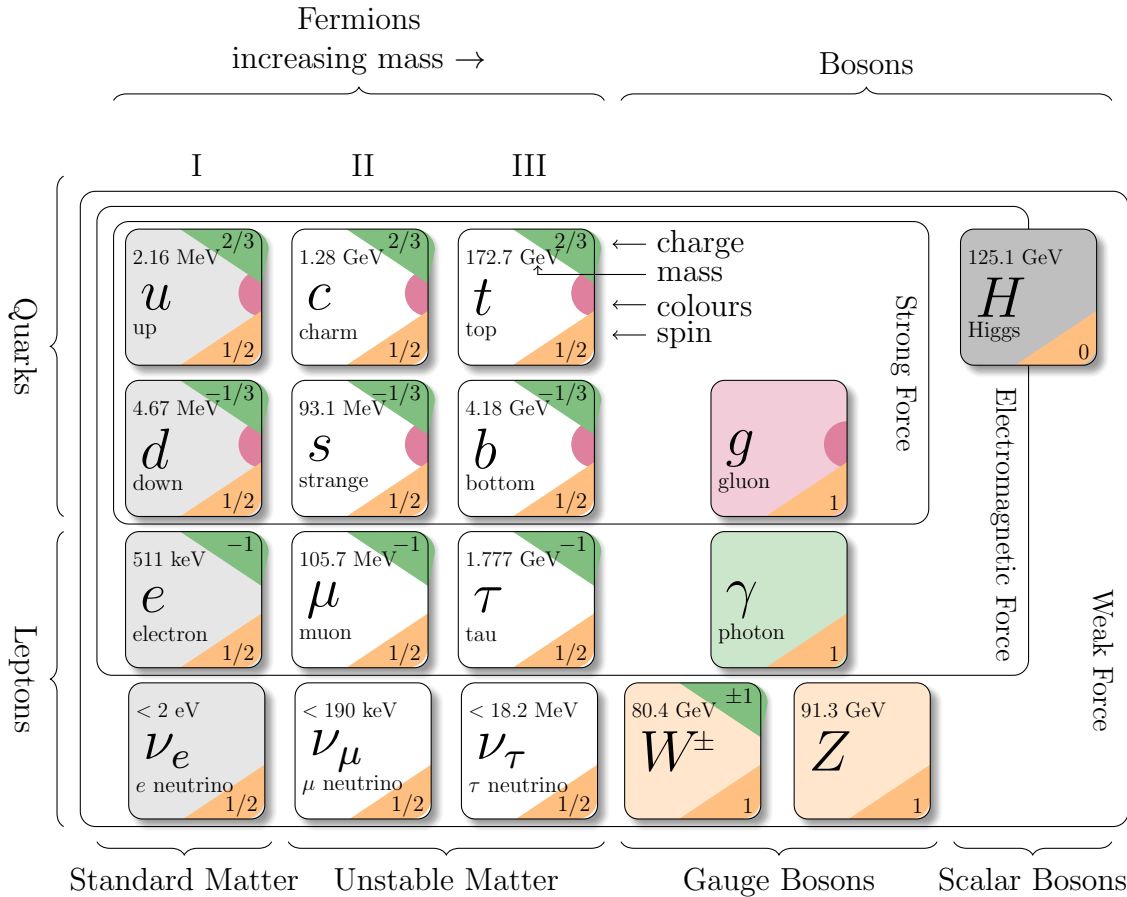 Fermions
increasing mass →
Bosons
I
II
III
Quarks
Leptons
2/3
2.16 MeV
u
up
1/2
2/3
1.28 GeV
c
charm
1/2
2/3
172.7 GeV
t
top
1/2
← charge
mass
← colours
← spin
Strong Force
125.1 GeV
H
Higgs
0
−1/3
4.67 MeV
d
down
1/2
−1/3
93.1 MeV
s
strange
1/2
−1/3
4.18 GeV
b
bottom
1/2
g
gluon
1
Electromagnetic Force
−1
511 keV
e
electron
1/2
−1
105.7 MeV
μ
muon
1/2
−1
1.777 GeV
τ
tau
1/2
γ
photon
1
Weak Force
< 2 eV
νe
e neutrino
1/2
< 190 keV
νμ
μ neutrino
1/2
< 18.2 MeV
ντ
τ neutrino
1/2
±1
80.4 GeV
W±
1
91.3 GeV
Z
1
Standard Matter
Unstable Matter
Gauge Bosons
Scalar Bosons